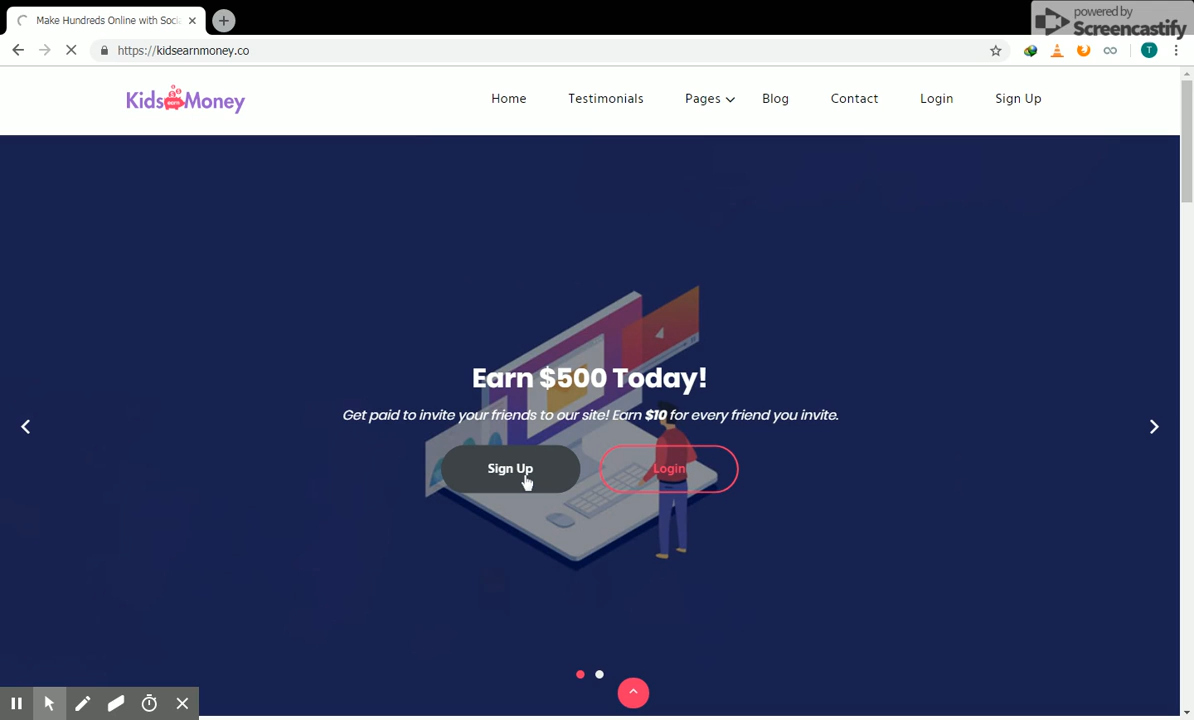 powered by
Screencastify
Make Hundreds Online with Soci
https://kidsearnmoney.co
T
Kids earn Money
Home
Testimonials
Pages
Blog
Contact
Login
Sign Up
Earn $500 Today!
Get paid to invite your friends to our site! Earn $10 for every friend you invite.
Sign Up
Login